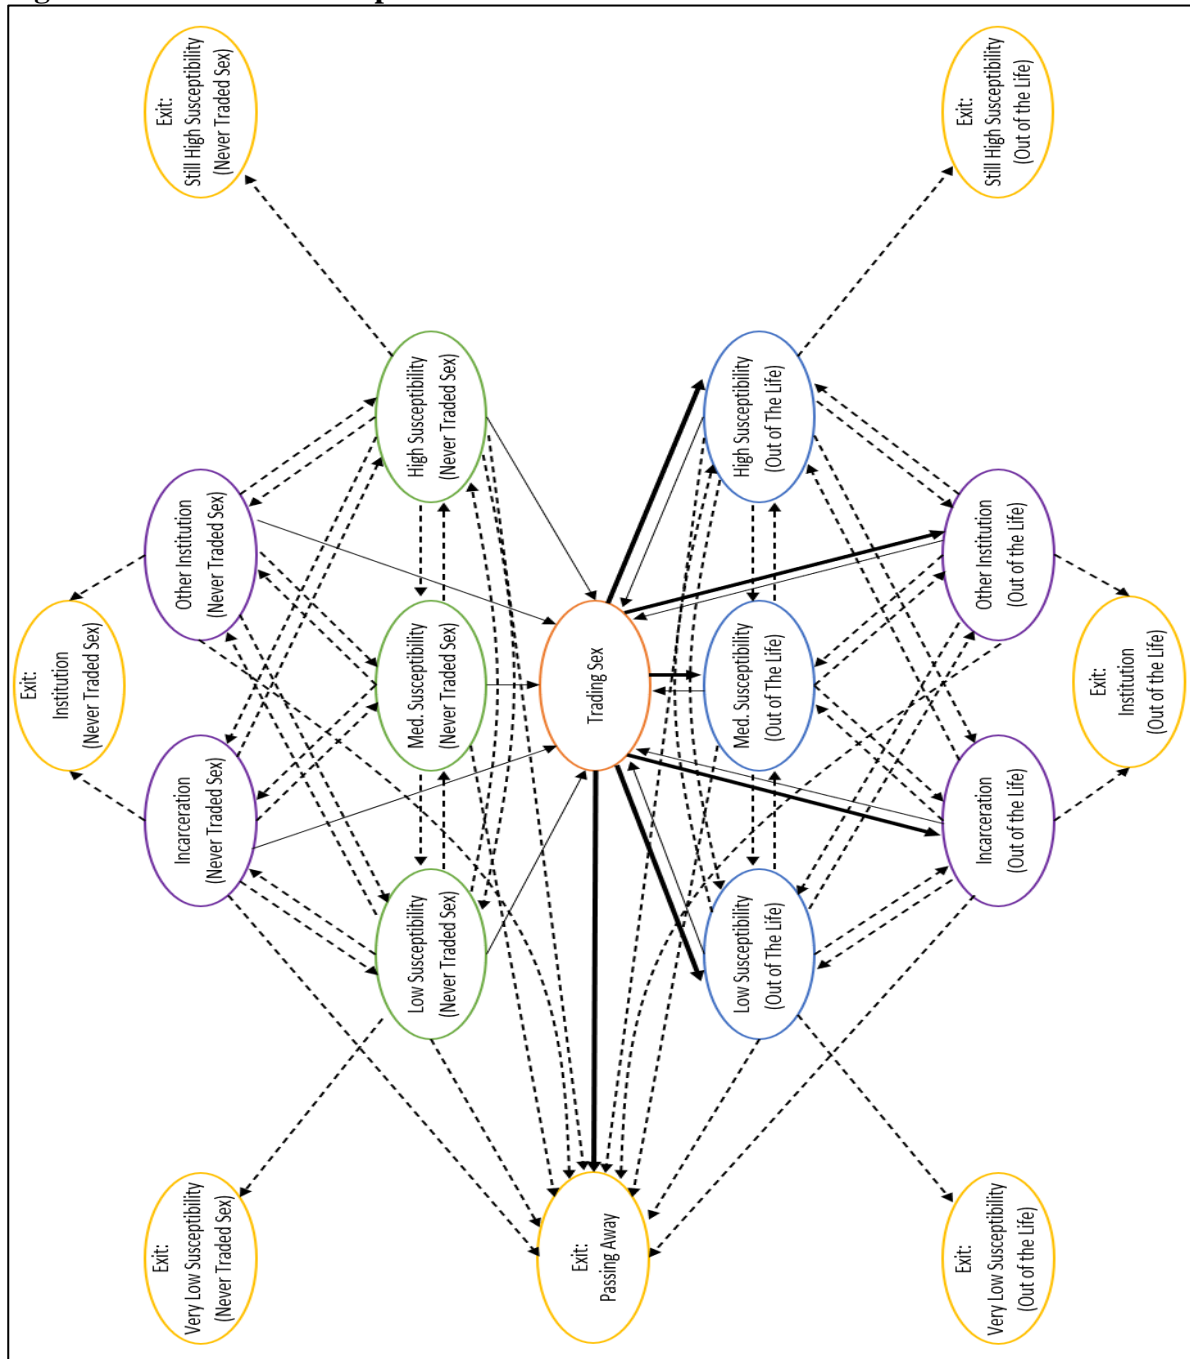 Exit:
Institution
(Never Traded Sex)
Exit:
Very Low Susceptibility
(Never Traded Sex)
Incarceration
(Never Traded Sex)
Other Institution
(Never Traded Sex)
Exit:
Still High Susceptibility
(Never Traded Sex)
Low Susceptibility
(Never Traded Sex)
Med. Susceptibility
(Never Traded Sex)
High Susceptibility
(Never Traded Sex)
Exit:
Passing Away
Trading Sex
Low Susceptibility
(Out of The Life)
Med. Susceptibility
(Out of The Life)
High Susceptibility
(Out of The Life)
Exit:
Very Low Susceptibility
(Out of the Life)
Incarceration
(Out of the Life)
Other Institution
(Out of the Life)
Exit:
Still High Susceptibility
(Out of the Life)
Exit:
Institution
(Out of the Life)